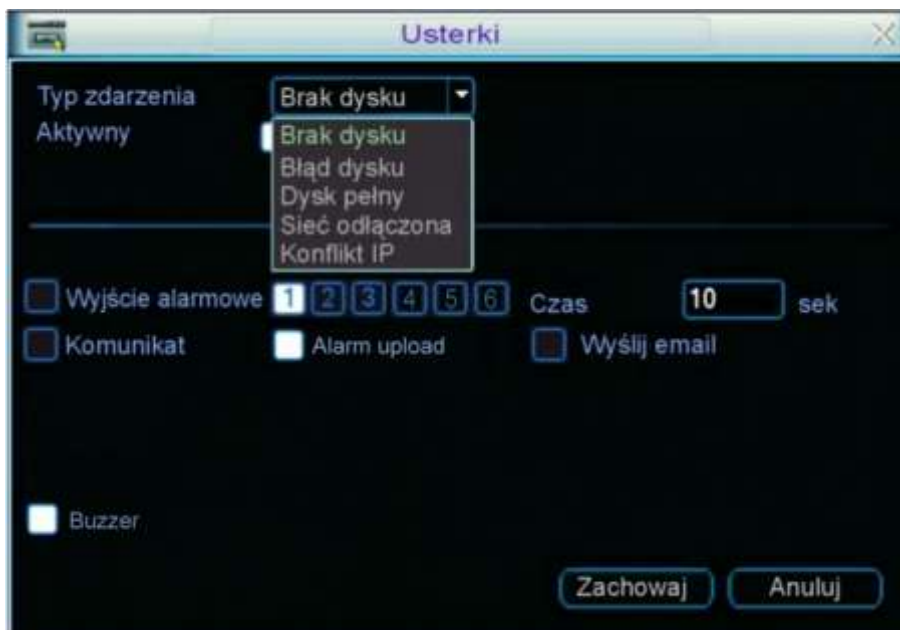 Usterki
Typ zdarzenia Brak dysku
Aktywny Brak dysku
Błąd dysku
Dysk pełny
Sieć odłączona
Konflikt IP
Wyjście alarmowe 1 2 3 4 5 6 Czas 10 sek
Komunikat Alarm upload Wyślij email
Buzzer
Zachowaj Anuluj